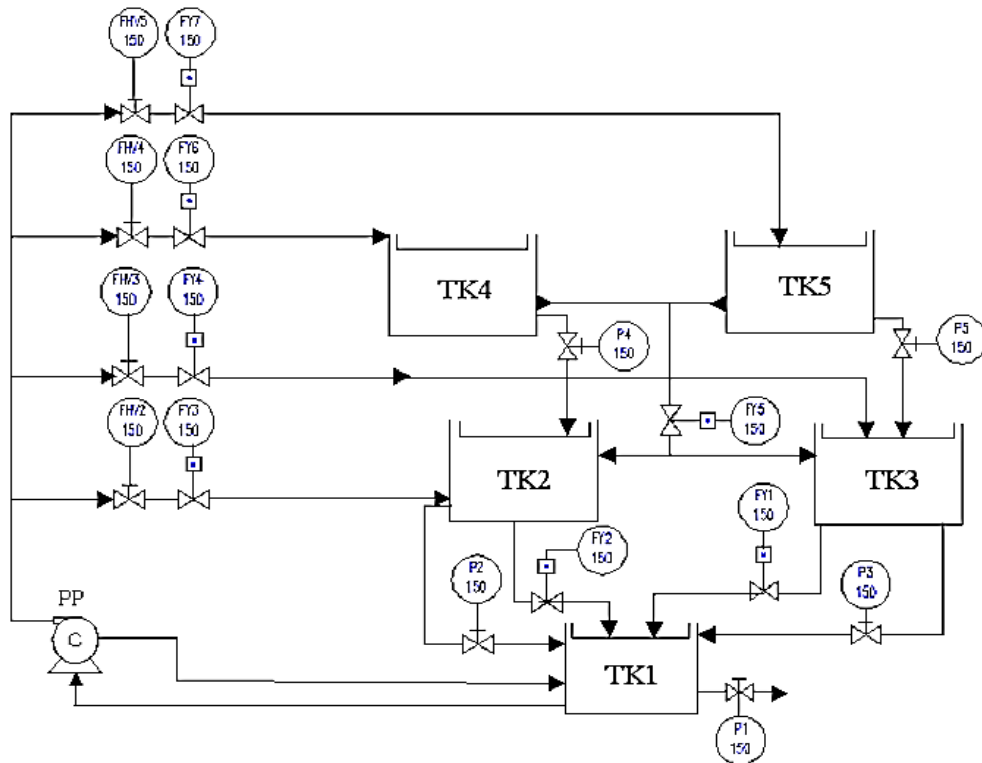 FHV5 FY7
150 150
FHV4 FY6
150 150
TK4 TK5
FHV3 FY4
150 150
P4 P5
150 150
FHV2 FY3
150 150
FY5
150
TK2 TK3
FY1
150
P2 FY2 P3
150 150 150
PP
C
TK1
P1
150